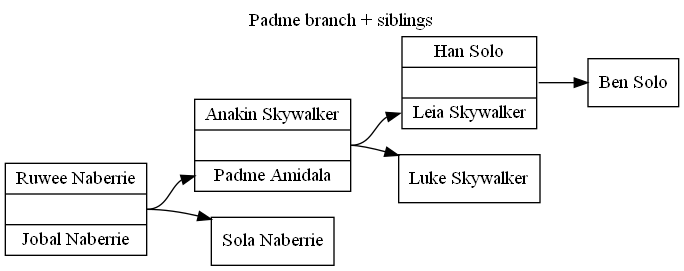 Padme branch + siblings
Han Solo
Leia Skywalker
Ben Solo
Anakin Skywalker
Padme Amidala
Luke Skywalker
Ruwee Naberrie
Jobal Naberrie
Sola Naberrie